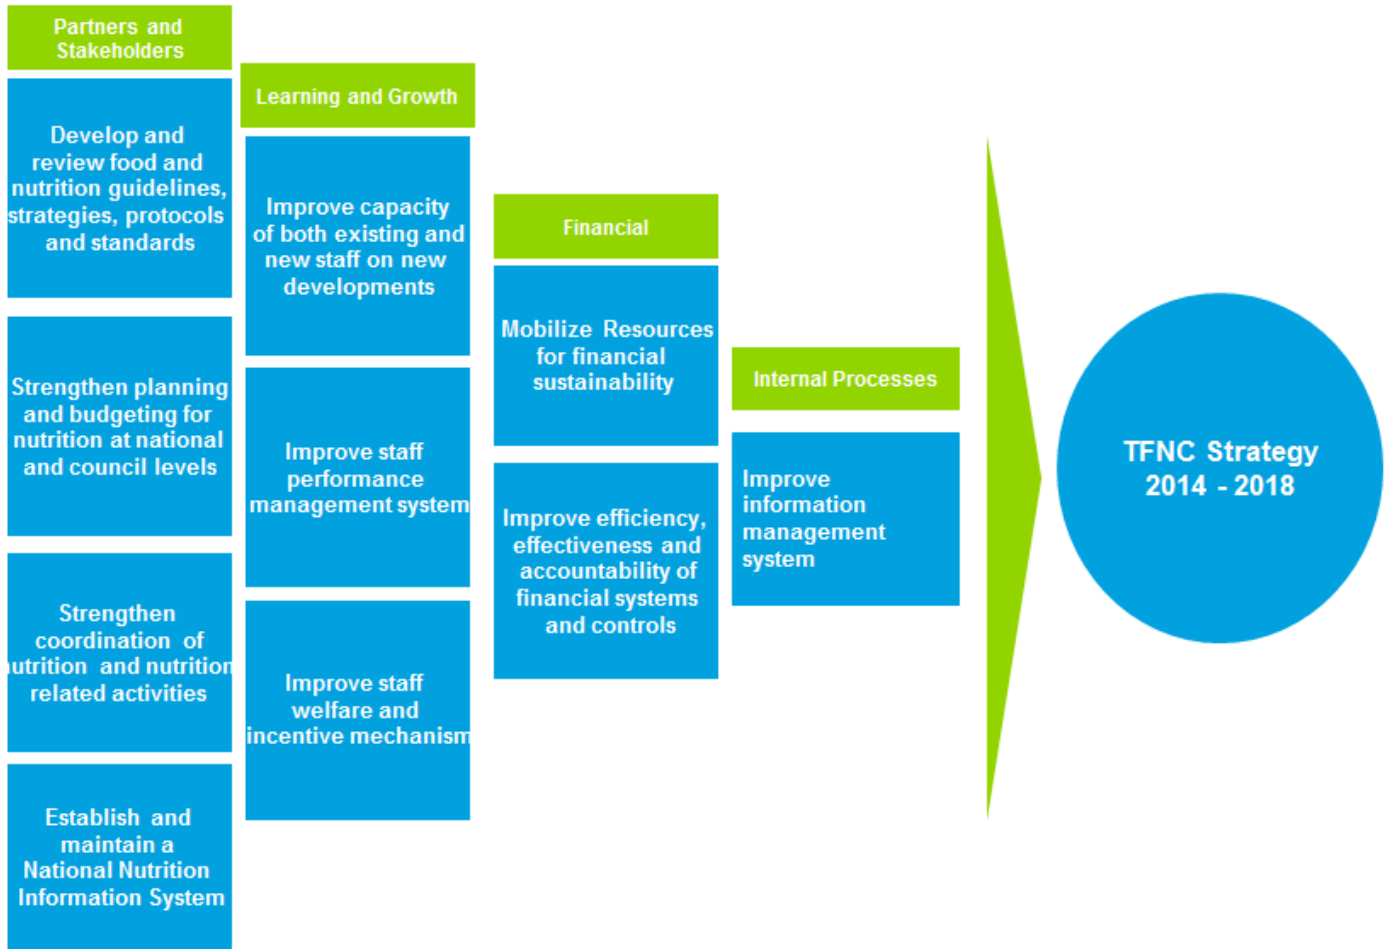 Partners and
Stakeholders
Develop and
review food and
nutrition guidelines,
strategies, protocols
and standards
Strengthen planning
and budgeting for
nutrition at national
and council levels
Strengthen
coordination of
nutrition and nutrition
related activities
Establish and
maintain a
National Nutrition
Information System
Learning and Growth
Improve capacity
of both existing and
new staff on new
developments
Improve staff
performance
management system
Improve staff
welfare and
incentive mechanism
Financial
Mobilize Resources
for financial
sustainability
Improve efficiency,
effectiveness and
accountability of
financial systems
and controls
Internal Processes
Improve
information
management
system
TFNC Strategy
2014 - 2018